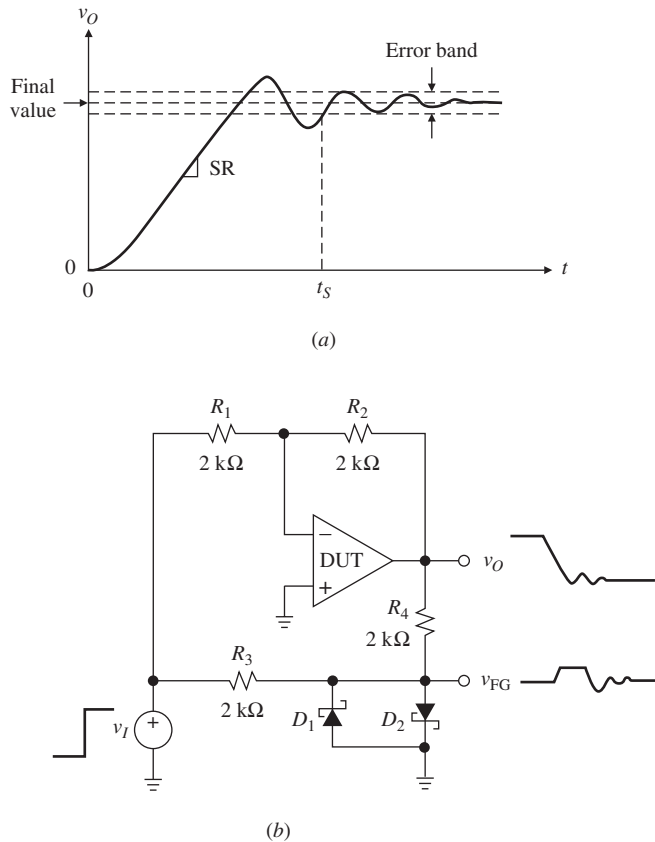 v_O
Error band
Final
value
SR
0
0
t_S
t
(a)
R_1
R_2
2 kΩ
2 kΩ
−
DUT
+
v_O
R_4
2 kΩ
R_3
v_FG
2 kΩ
D_1
D_2
v_I
+
(b)